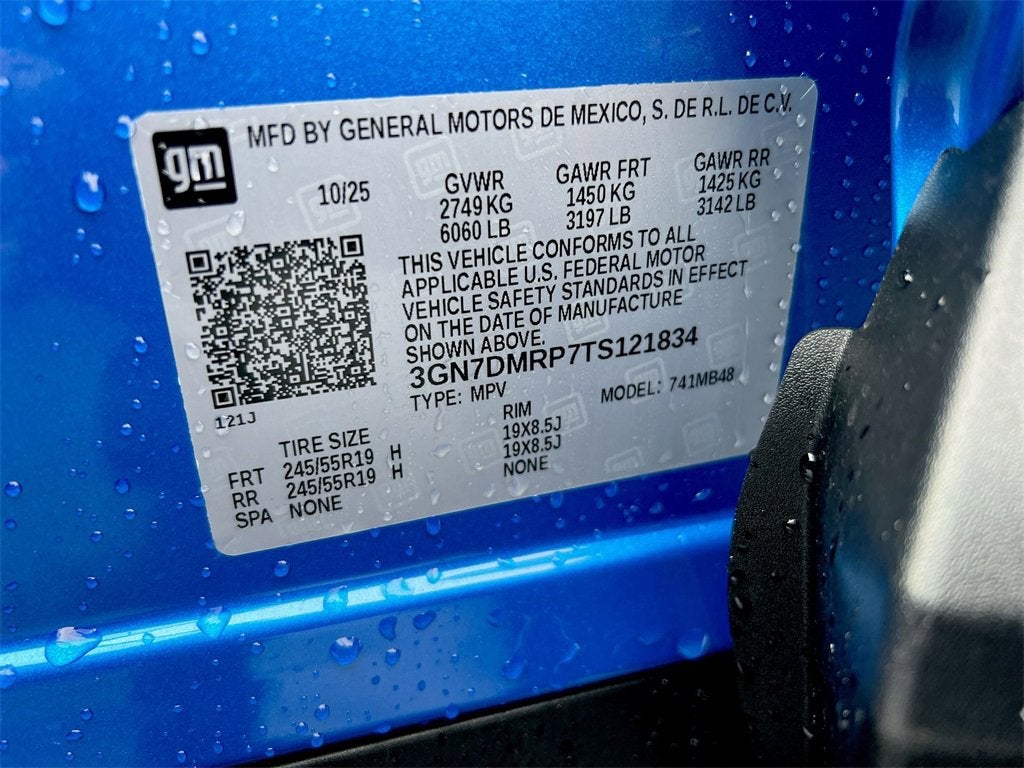 MFD BY GENERAL MOTORS DE MEXICO, S. DE R.L. DE C.V.
gm
10/25
GVWR
2749 KG
6060 LB
GAWR FRT
1450 KG
3197 LB
GAWR RR
1425 KG
3142 LB
THIS VEHICLE CONFORMS TO ALL
APPLICABLE U.S. FEDERAL MOTOR
VEHICLE SAFETY STANDARDS IN EFFECT
ON THE DATE OF MANUFACTURE
SHOWN ABOVE.
3GN7DMRP7TS121834
TYPE: MPV MODEL: 741MB48
121J
TIRE SIZE RIM
FRT 245/55R19 H 19X8.5J
RR 245/55R19 H 19X8.5J
SPA NONE NONE